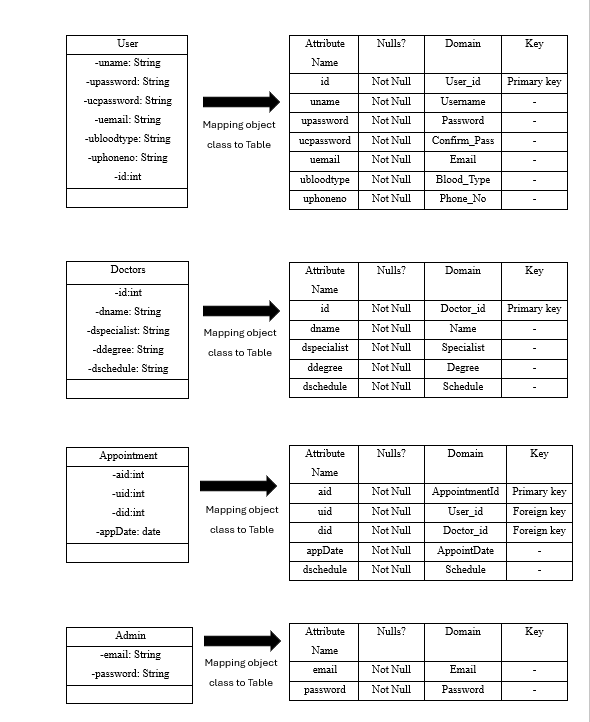 User
-uname: String
-upassword: String
-ucpassword: String
-uemail: String
-ubloodtype: String
-uphoneno: String
-id:int
Mapping object
class to Table
Attribute Name Nulls? Domain Key
id Not Null User_id Primary key
uname Not Null Username -
upassword Not Null Password -
ucpassword Not Null Confirm_Pass -
uemail Not Null Email -
ubloodtype Not Null Blood_Type -
uphoneno Not Null Phone_No -
Doctors
-id:int
-dname: String
-dspecialist: String
-ddegree: String
-dschedule: String
Mapping object
class to Table
Attribute Name Nulls? Domain Key
id Not Null Doctor_id Primary key
dname Not Null Name -
dspecialist Not Null Specialist -
ddegree Not Null Degree -
dschedule Not Null Schedule -
Appointment
-aid:int
-uid:int
-did:int
-appDate: date
Mapping object
class to Table
Attribute Name Nulls? Domain Key
aid Not Null AppointmentId Primary key
uid Not Null User_id Foreign key
did Not Null Doctor_id Foreign key
appDate Not Null AppointDate -
dschedule Not Null Schedule -
Admin
-email: String
-password: String
Mapping object
class to Table
Attribute Name Nulls? Domain Key
email Not Null Email -
password Not Null Password -